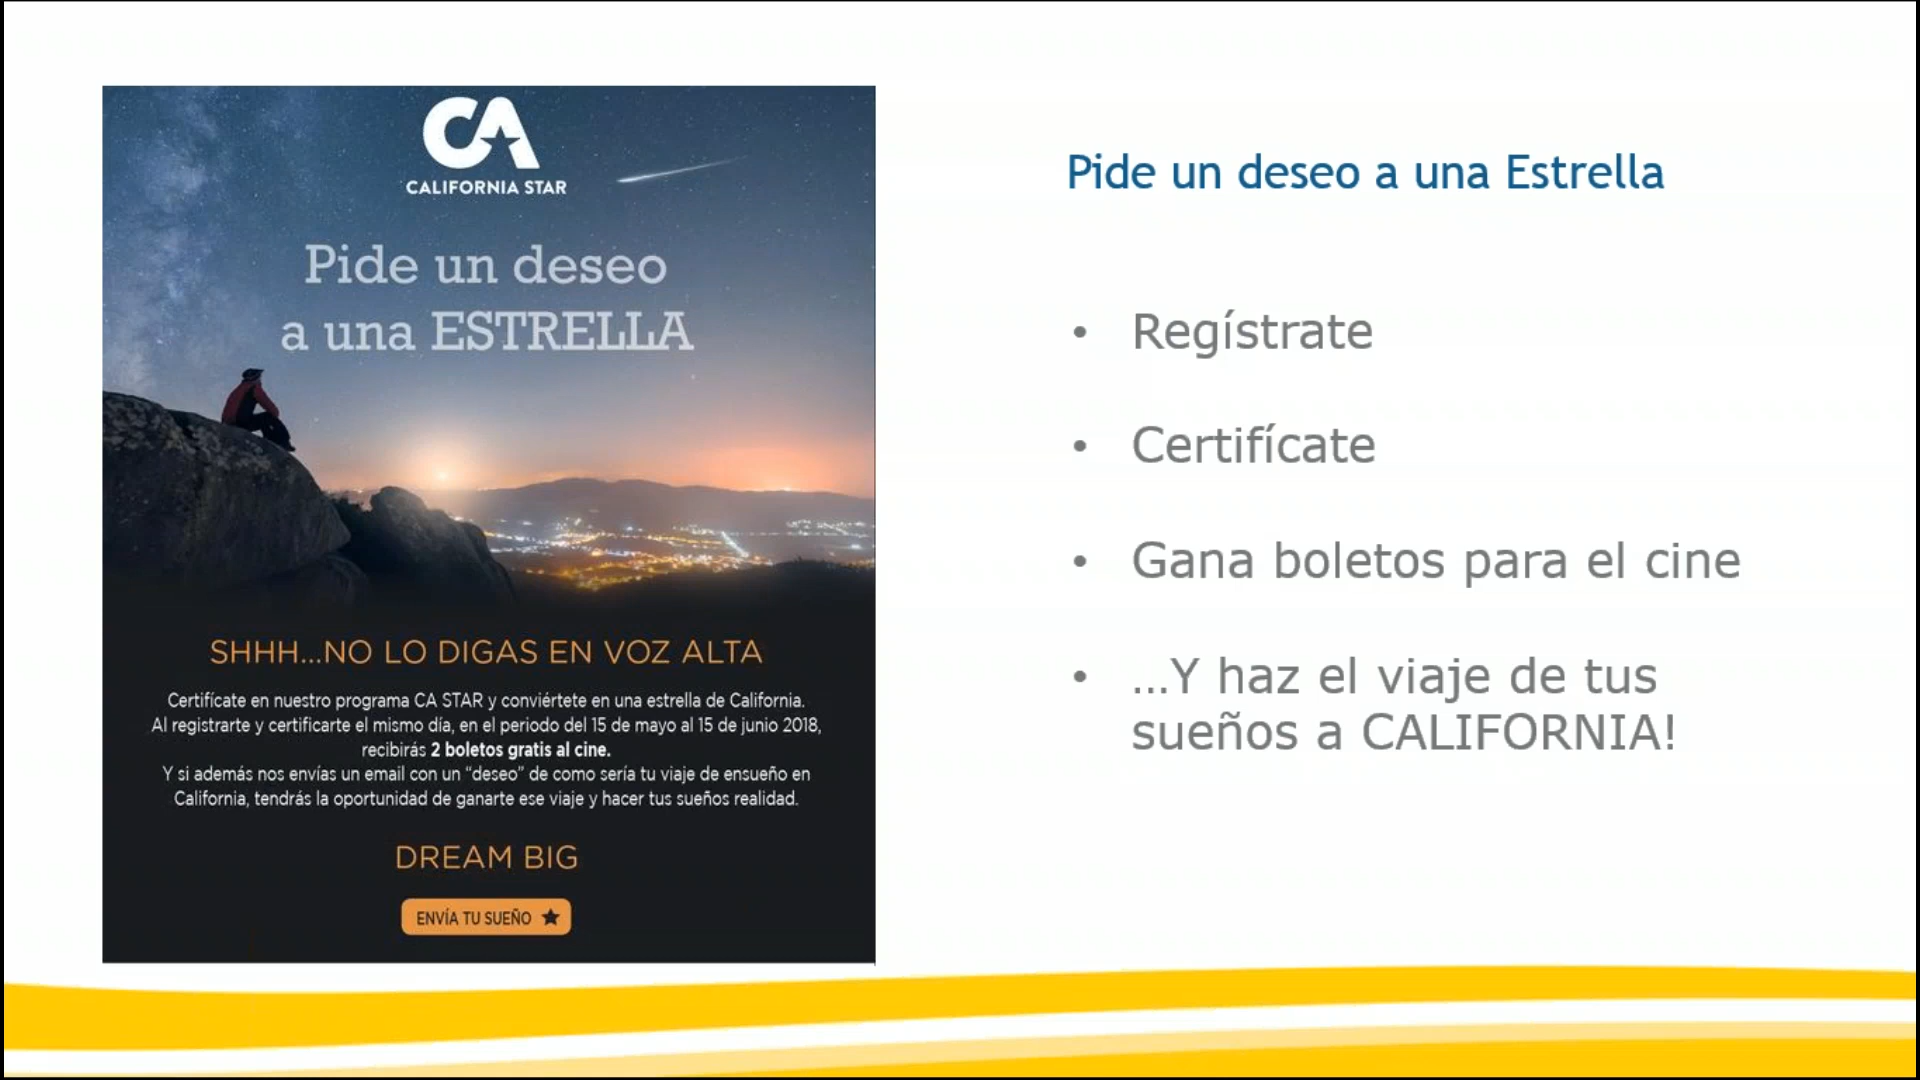 CA
CALIFORNIA STAR
Pide un deseo
a una ESTRELLA
SHHH...NO LO DIGAS EN VOZ ALTA
Certifícate en nuestro programa CA STAR y conviértete en una estrella de California.
Al registrarte y certificarte el mismo día, en el periodo del 15 de mayo al 15 de junio 2018,
recibirás 2 boletos gratis al cine.
Y si además nos envías un email con un “deseo” de como sería tu viaje de ensueño en
California, tendrás la oportunidad de ganarte ese viaje y hacer tus sueños realidad.
DREAM BIG
ENVÍA TU SUEÑO
Pide un deseo a una Estrella
• Regístrate
• Certifícate
• Gana boletos para el cine
• ...Y haz el viaje de tus
sueños a CALIFORNIA!